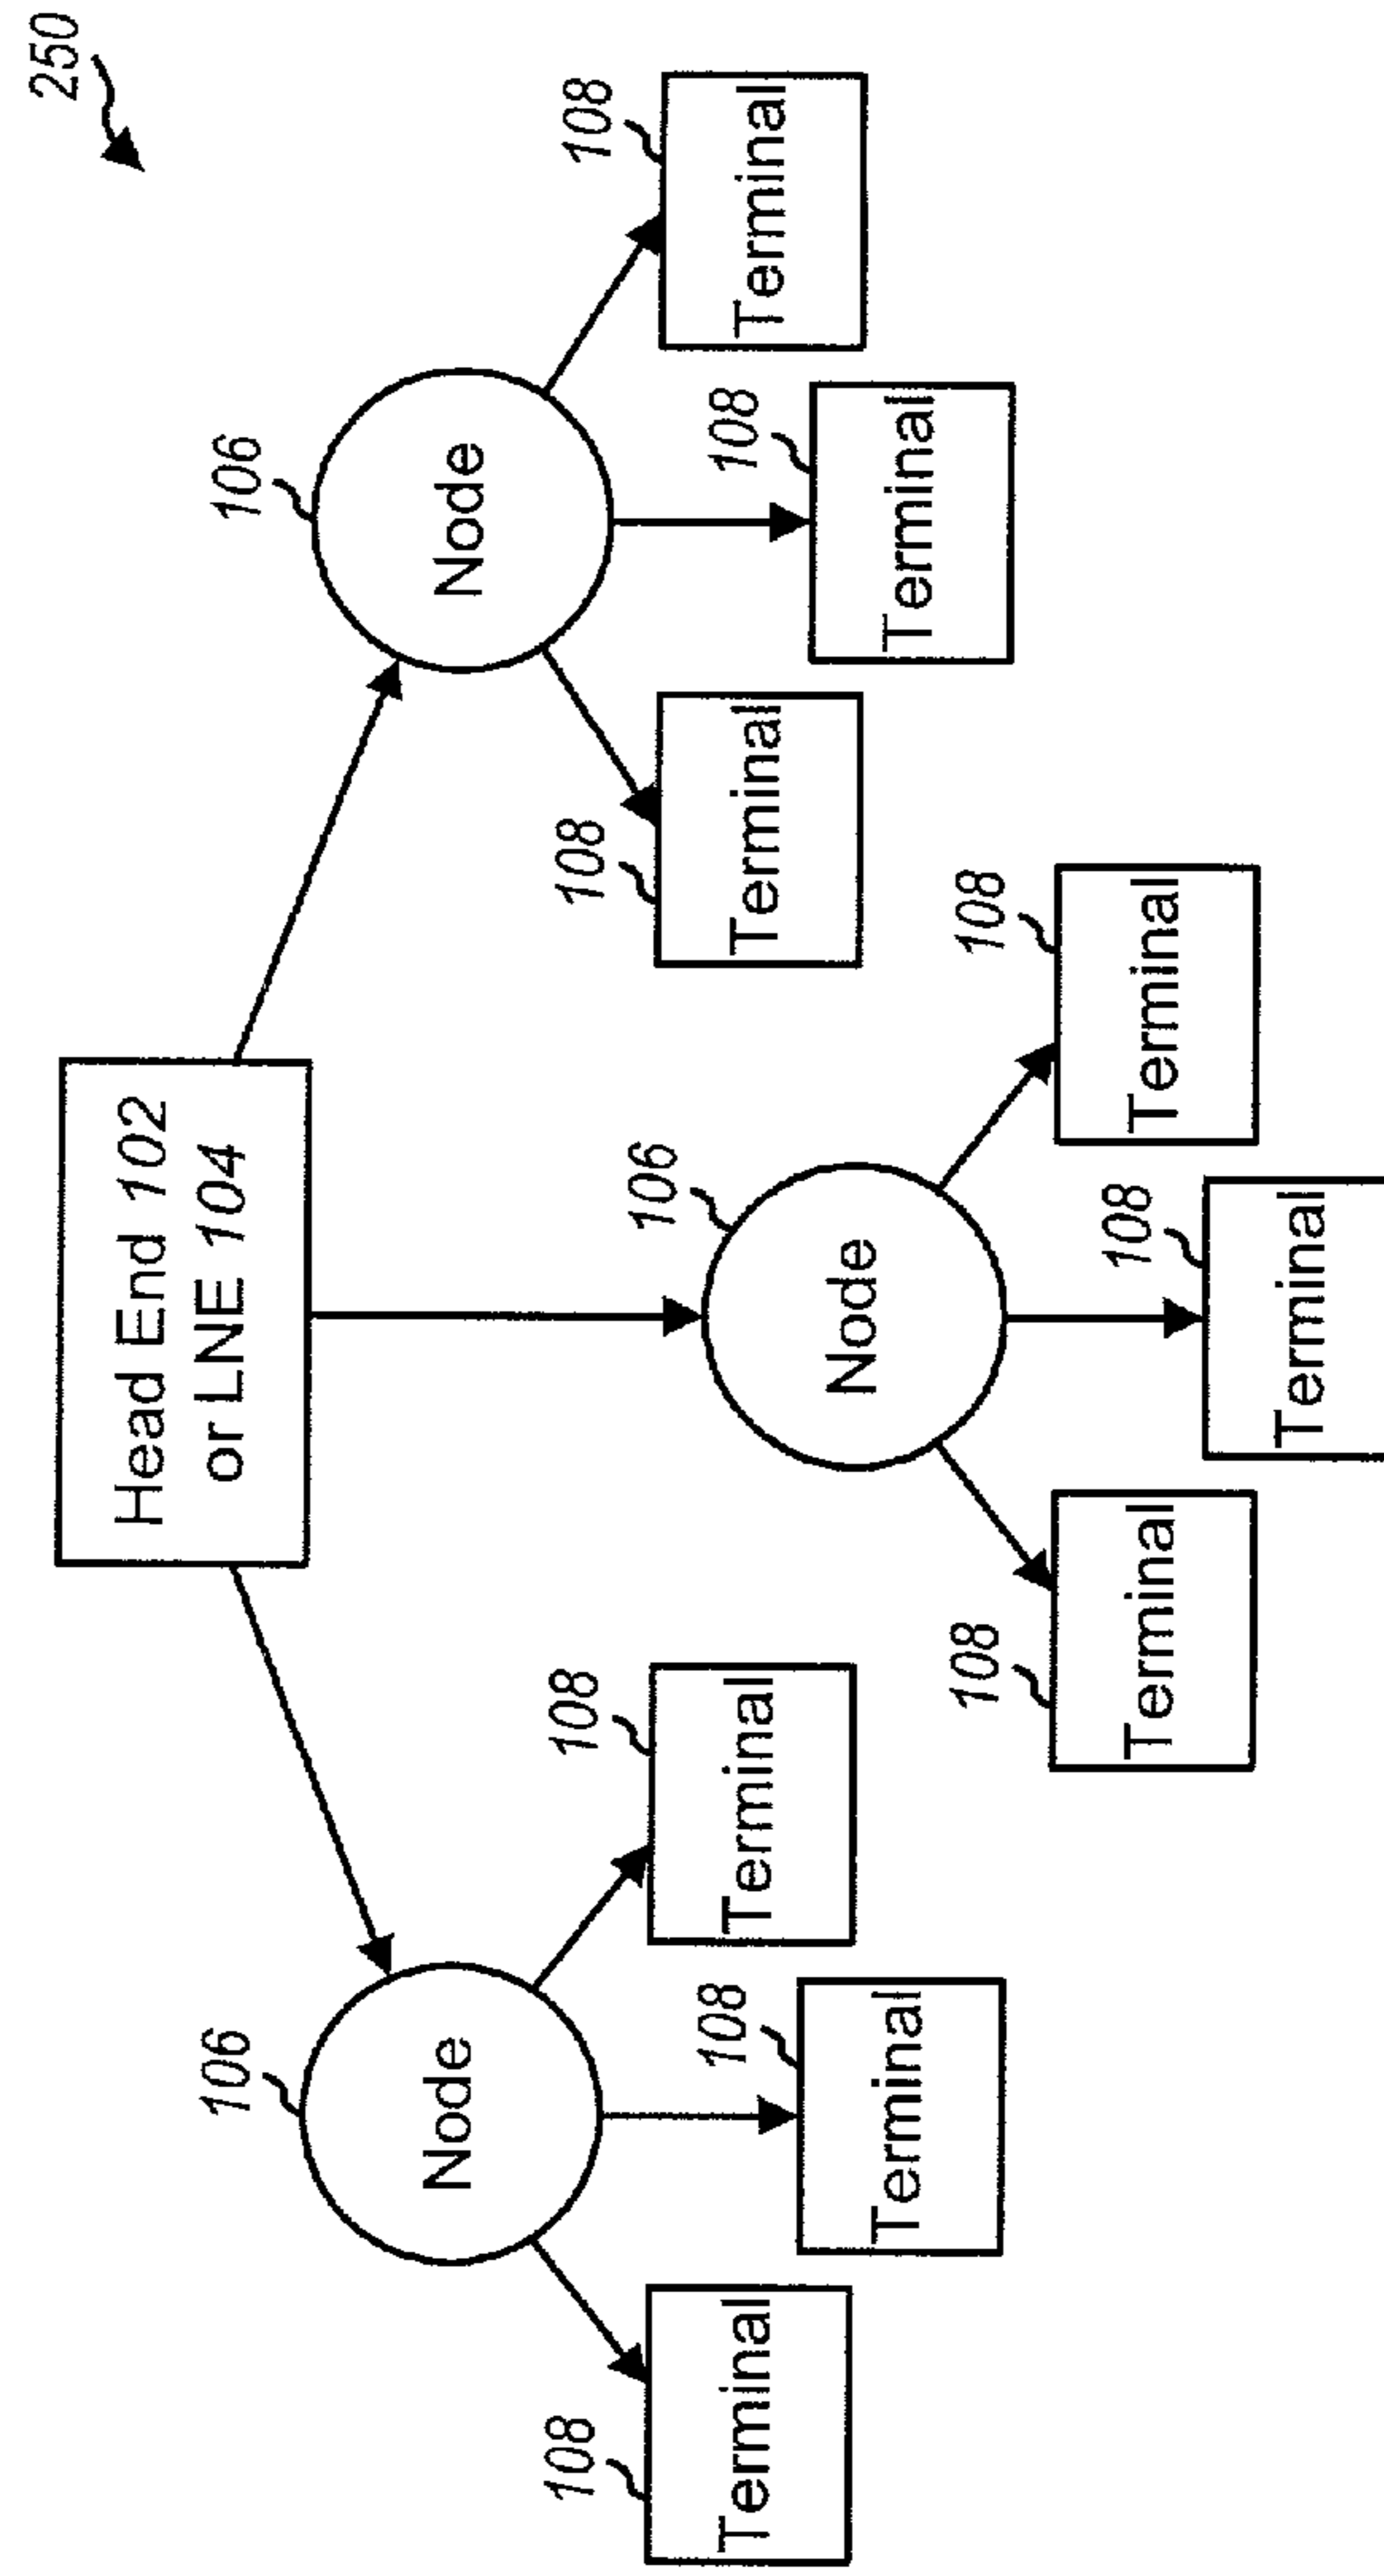 250
Head End 102
or LNE 104
106
106
Node
Node
108
108
108
108
106
Terminal
Terminal
Terminal
Terminal
108
108
Node
Terminal
Terminal
108
108
Terminal
Terminal
108
Terminal